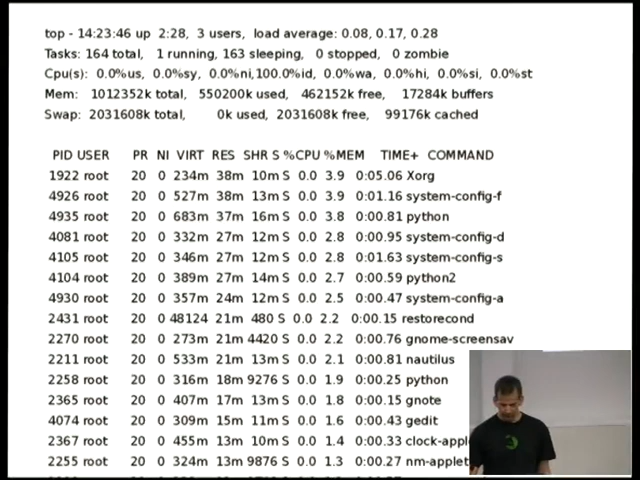 top - 14:23:46 up  2:28,  3 users,  load average: 0.08, 0.17, 0.28
Tasks: 164 total,   1 running, 163 sleeping,   0 stopped,   0 zombie
Cpu(s):  0.0%us,  0.0%sy,  0.0%ni,100.0%id,  0.0%wa,  0.0%hi,  0.0%si,  0.0%st
Mem:   1012352k total,   550200k used,   462152k free,    17284k buffers
Swap:  2031608k total,        0k used,  2031608k free,    99176k cached
PID USER      PR  NI  VIRT  RES  SHR S %CPU %MEM    TIME+  COMMAND
1922 root      20   0  234m  38m  10m S  0.0  3.9   0:05.06 Xorg
4926 root      20   0  527m  38m  13m S  0.0  3.9   0:01.16 system-config-f
4935 root      20   0  683m  37m  16m S  0.0  3.8   0:00.81 python
4081 root      20   0  332m  27m  12m S  0.0  2.8   0:00.95 system-config-d
4105 root      20   0  346m  27m  12m S  0.0  2.8   0:01.63 system-config-s
4104 root      20   0  389m  27m  14m S  0.0  2.7   0:00.59 python2
4930 root      20   0  357m  24m  12m S  0.0  2.5   0:00.47 system-config-a
2431 root      20   0 48124  21m  480 S  0.0  2.2   0:00.15 restorecond
2270 root      20   0  273m  21m 4420 S  0.0  2.2   0:00.76 gnome-screensav
2211 root      20   0  533m  21m  13m S  0.0  2.1   0:00.81 nautilus
2258 root      20   0  316m  18m 9276 S  0.0  1.9   0:00.25 python
2365 root      20   0  407m  17m  13m S  0.0  1.8   0:00.15 gnote
4074 root      20   0  309m  15m  11m S  0.0  1.6   0:00.43 gedit
2367 root      20   0  455m  13m  10m S  0.0  1.4   0:00.33 clock-apple
2255 root      20   0  324m  13m 9876 S  0.0  1.3   0:00.27 nm-applet